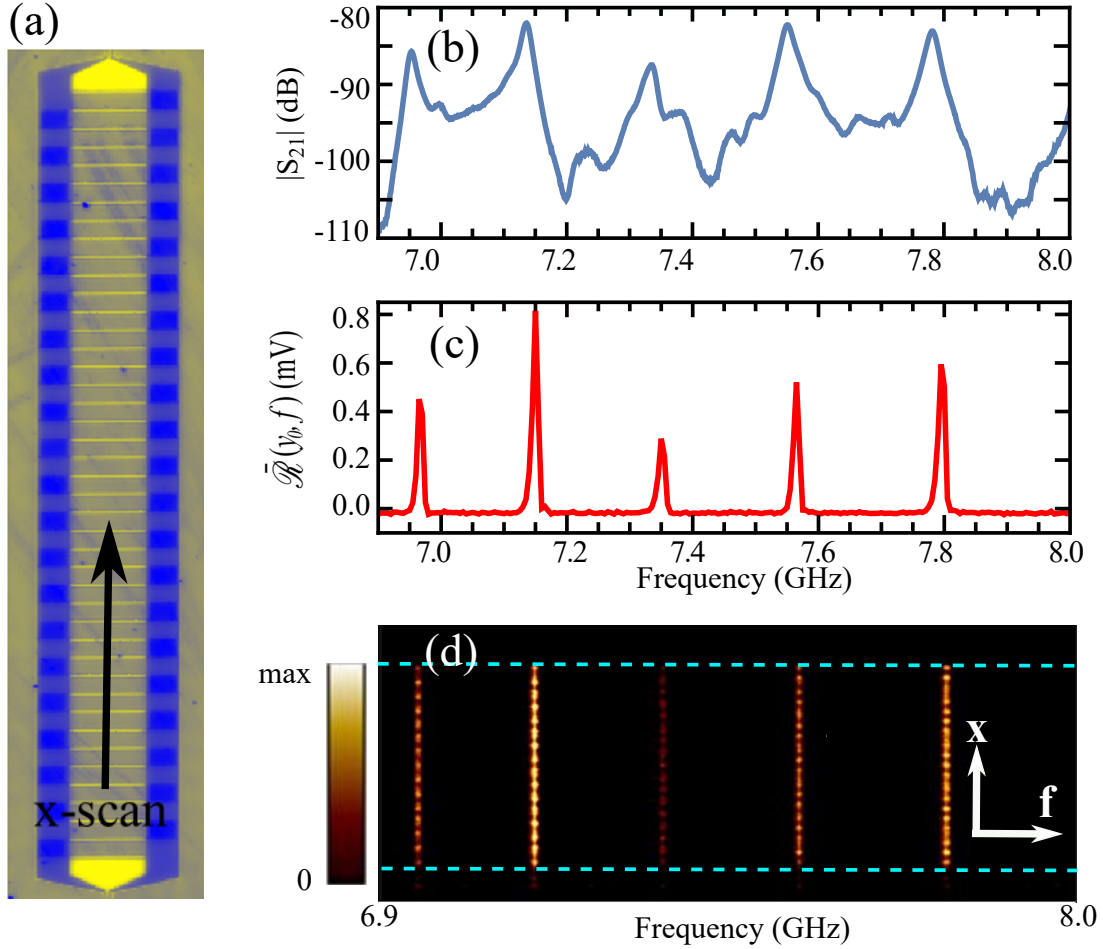 (a)
x-scan
(b)
|S₂₁| (dB)
-80
-90
-100
-110
7.0 7.2 7.4 7.6 7.8 8.0
(c)
ℛ̄(y₀,f) (mV)
0.8
0.6
0.4
0.2
0.0
7.0 7.2 7.4 7.6 7.8 8.0
Frequency (GHz)
(d)
max
0
x
f
6.9 8.0
Frequency (GHz)